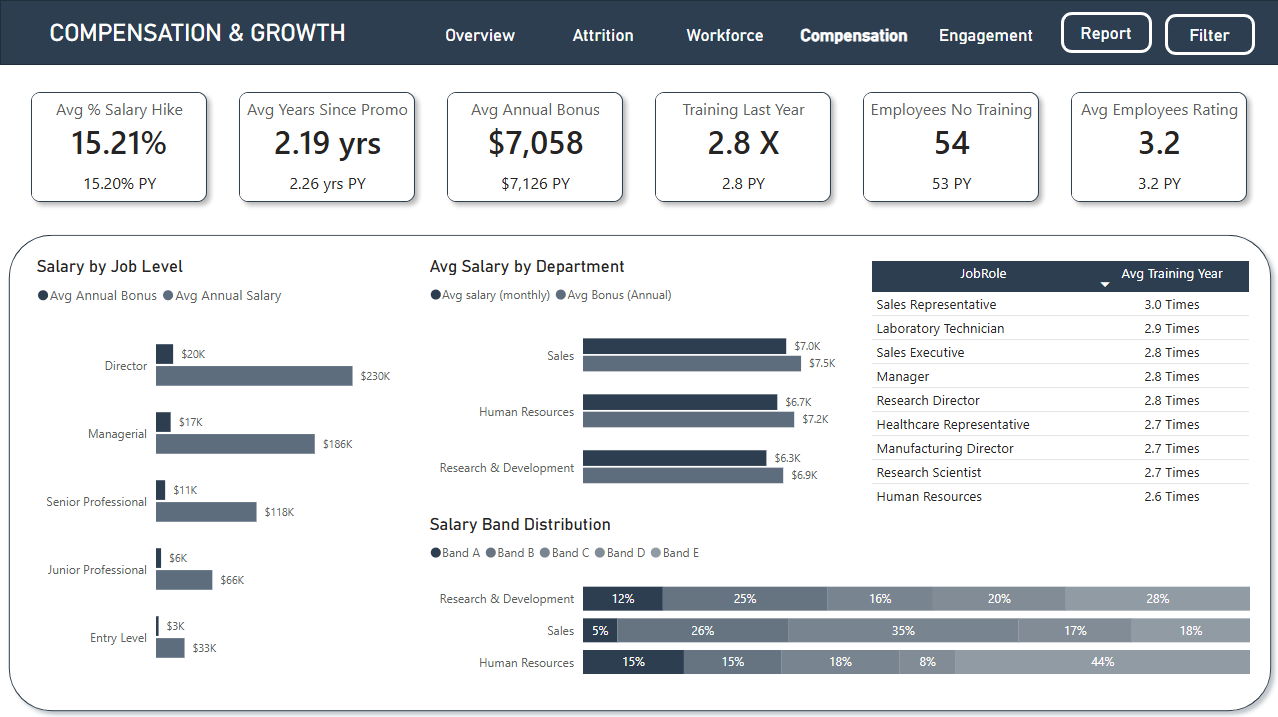 COMPENSATION & GROWTH
Overview
Attrition
Workforce
Compensation
Engagement
Report
Filter
Avg % Salary Hike
15.21%
15.20% PY
Avg Years Since Promo
2.19 yrs
2.26 yrs PY
Avg Annual Bonus
$7,058
$7,126 PY
Training Last Year
2.8 X
2.8 PY
Employees No Training
54
53 PY
Avg Employees Rating
3.2
3.2 PY
Salary by Job Level
Avg Annual Bonus Avg Annual Salary
Director
$20K
$230K
Managerial
$17K
$186K
Senior Professional
$11K
$118K
Junior Professional
$6K
$66K
Entry Level
$3K
$33K
Avg Salary by Department
Avg salary (monthly) Avg Bonus (Annual)
Sales
$7.0K
$7.5K
Human Resources
$6.7K
$7.2K
Research & Development
$6.3K
$6.9K
JobRole Avg Training Year
Sales Representative 3.0 Times
Laboratory Technician 2.9 Times
Sales Executive 2.8 Times
Manager 2.8 Times
Research Director 2.8 Times
Healthcare Representative 2.7 Times
Manufacturing Director 2.7 Times
Research Scientist 2.7 Times
Human Resources 2.6 Times
Salary Band Distribution
Band A Band B Band C Band D Band E
Research & Development 12% 25% 16% 20% 28%
Sales 5% 26% 35% 17% 18%
Human Resources 15% 15% 18% 8% 44%